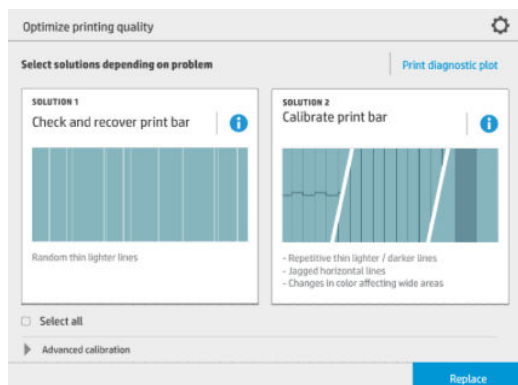 Optimize printing quality
Select solutions depending on problem
Print diagnostic plot
SOLUTION 1
Check and recover print bar
Random thin lighter lines
SOLUTION 2
Calibrate print bar
- Repetitive thin lighter / darker lines
- Jagged horizontal lines
- Changes in color affecting wide areas
Select all
Advanced calibration
Replace